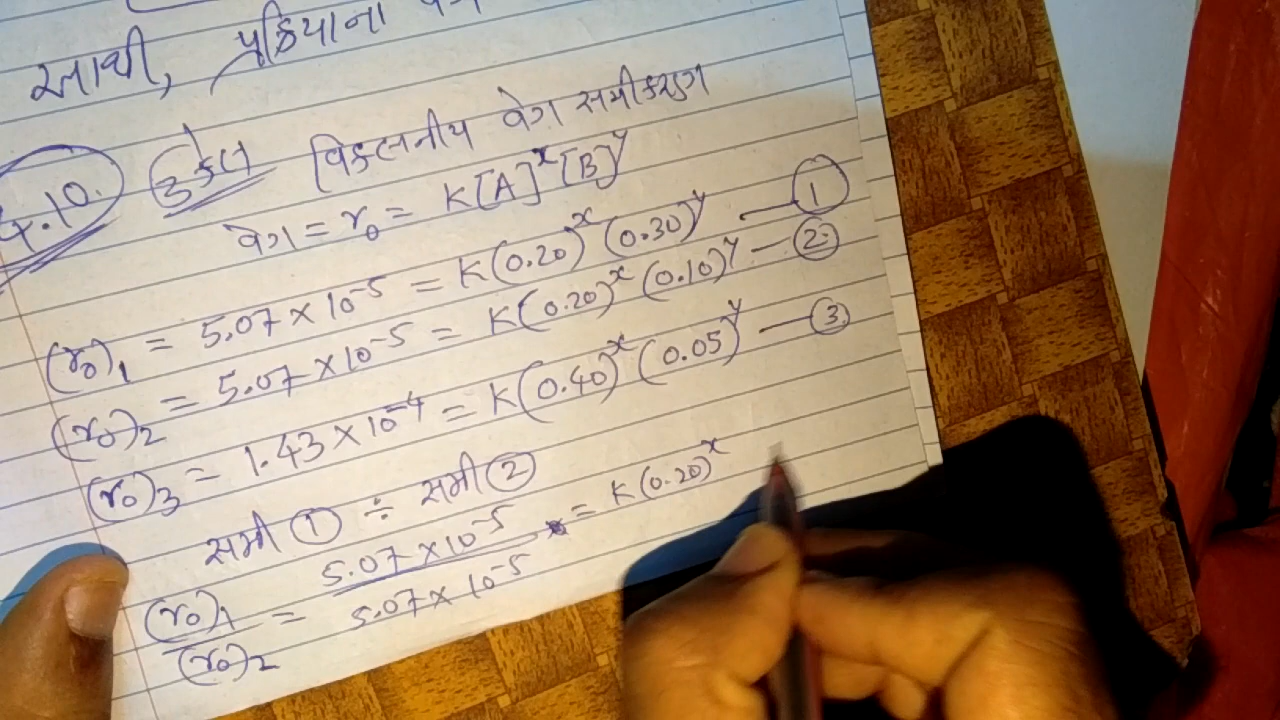 આથી, પ્રક્રિયાના
4.10. ઉકેલ વિકલનીય વેગ સમીકરણ
વેગ = r₀ = K[A]ˣ[B]ʸ
(r₀)₁ = 5.07 × 10⁻⁵ = K(0.20)ˣ(0.30)ʸ — ①
(r₀)₂ = 5.07 × 10⁻⁵ = K(0.20)ˣ(0.10)ʸ — ②
(r₀)₃ = 1.43 × 10⁻⁴ = K(0.40)ˣ(0.05)ʸ — ③
સમી ① ÷ સમી ②
(r₀)₁ = 5.07 × 10⁻⁵ = K(0.20)ˣ
(r₀)₂ 5.07 × 10⁻⁵